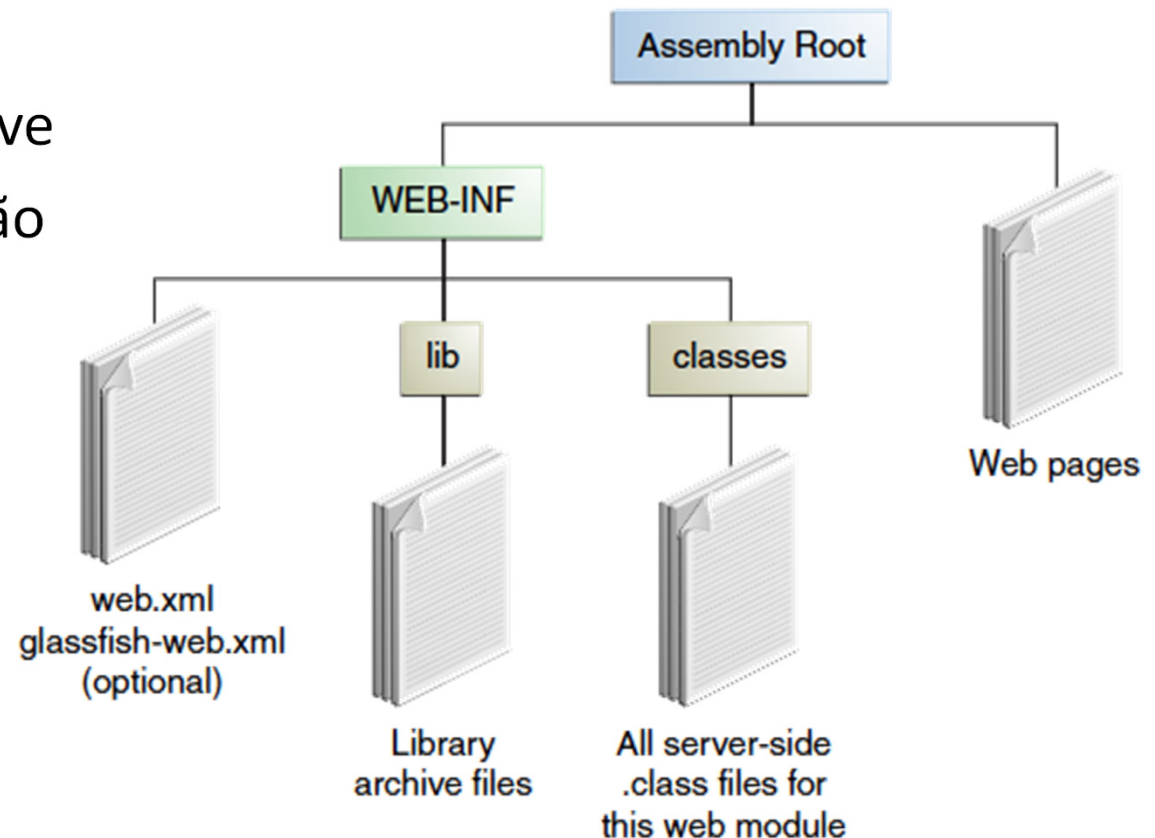 Assembly Root
WEB-INF
lib
classes
Web pages
web.xml
glassfish-web.xml
(optional)
Library
archive files
All server-side
.class files for
this web module